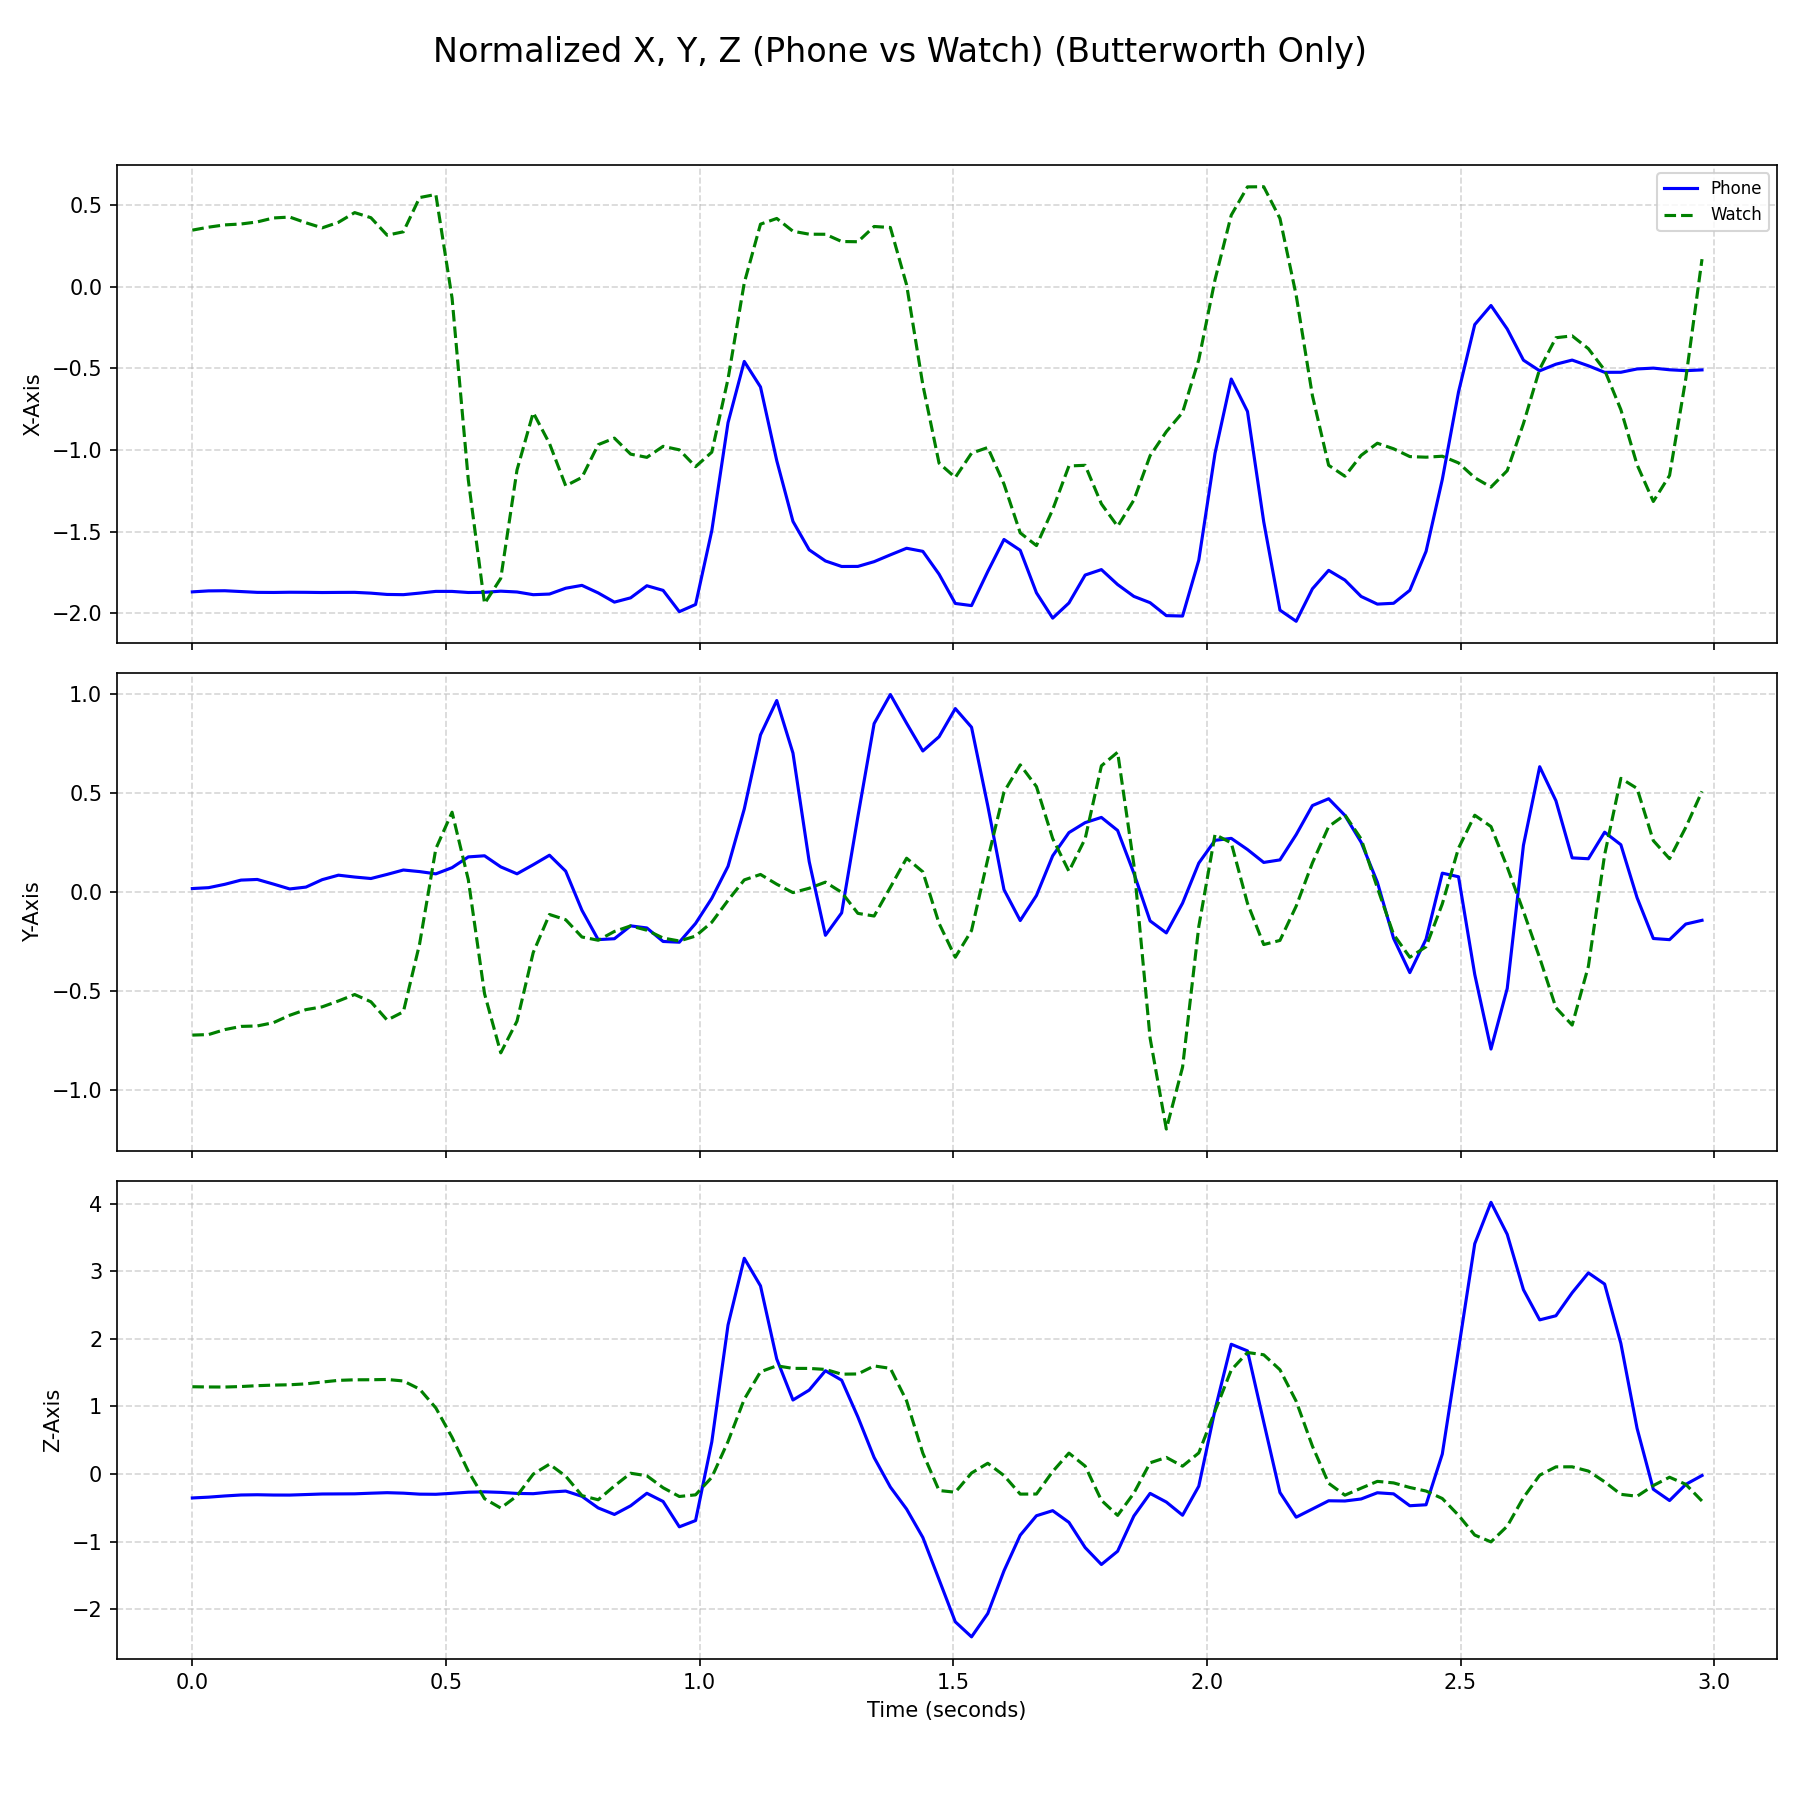 Normalized X, Y, Z (Phone vs Watch) (Butterworth Only)
Phone
Watch
0.5
0.0
−0.5
−1.0
−1.5
−2.0
X-Axis
1.0
0.5
0.0
−0.5
−1.0
Y-Axis
4
3
2
1
0
−1
−2
Z-Axis
0.0 0.5 1.0 1.5 2.0 2.5 3.0
Time (seconds)